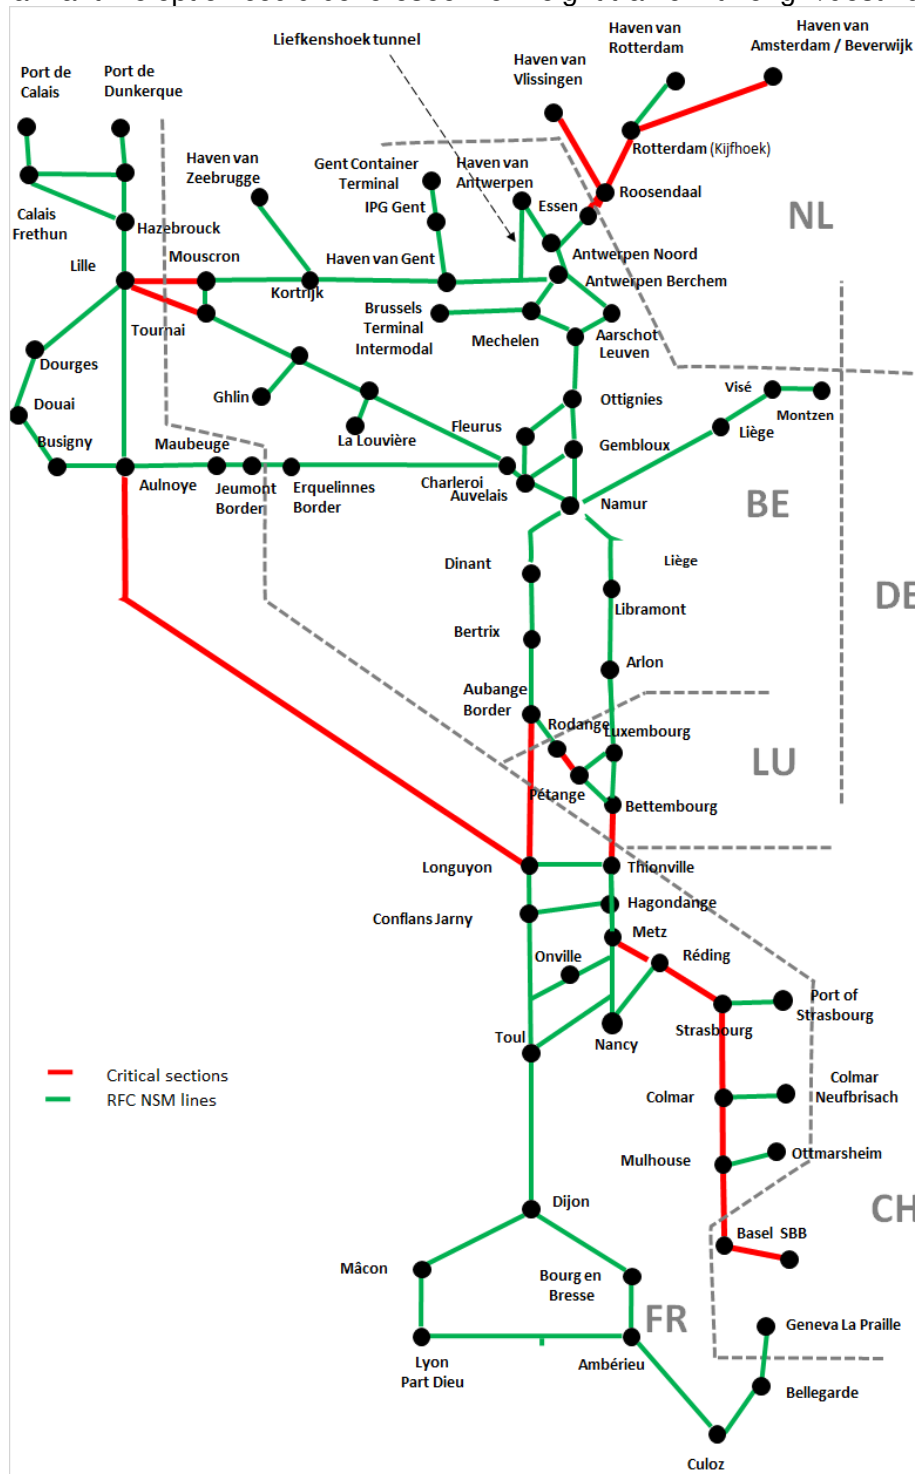 Liefkenshoek tunnel
Haven van
Rotterdam
Haven van
Amsterdam / Beverwijk
Haven van
Vlissingen
Port de
Calais
Port de
Dunkerque
Rotterdam (Kijfhoek)
Haven van
Zeebrugge
Gent Container
Terminal
Haven van
Antwerpen
IPG Gent
Essen
Roosendaal
NL
Calais
Frethun
Hazebrouck
Lille
Mouscron
Haven van Gent
Antwerpen Noord
Antwerpen Berchem
Kortrijk
Brussels
Terminal
Intermodal
Tournai
Mechelen
Aarschot
Leuven
Dourges
Ghlin
Visé
Montzen
Ottignies
Douai
La Louvière
Fleurus
Liège
Busigny
Maubeuge
Gembloux
Aulnoye
Jeumont
Border
Erquelinnes
Border
Charleroi
Auvelais
Namur
BE
Dinant
Liège
Libramont
DE
Bertrix
Arlon
Aubange
Border
Rodange
Luxembourg
LU
Pétange
Bettembourg
Longuyon
Thionville
Conflans Jarny
Hagondange
Metz
Onville
Réding
Port of
Strasbourg
Strasbourg
Toul
Nancy
Critical sections
RFC NSM lines
Colmar
Colmar
Neufbrisach
Mulhouse
Ottmarsheim
CH
Dijon
Basel SBB
Mâcon
Bourg en
Bresse
FR
Geneva La Praille
Lyon
Part Dieu
Ambérieu
Bellegarde
Culoz